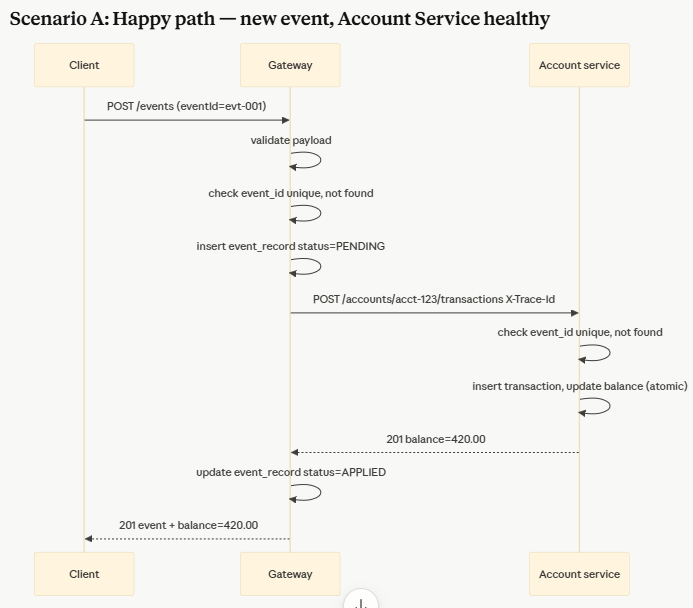 Scenario A: Happy path — new event, Account Service healthy
Client
Gateway
Account service
POST /events (eventId=evt-001)
validate payload
check event_id unique, not found
insert event_record status=PENDING
POST /accounts/acct-123/transactions X-Trace-Id
check event_id unique, not found
insert transaction, update balance (atomic)
201 balance=420.00
update event_record status=APPLIED
201 event + balance=420.00
Client
Gateway
Account service